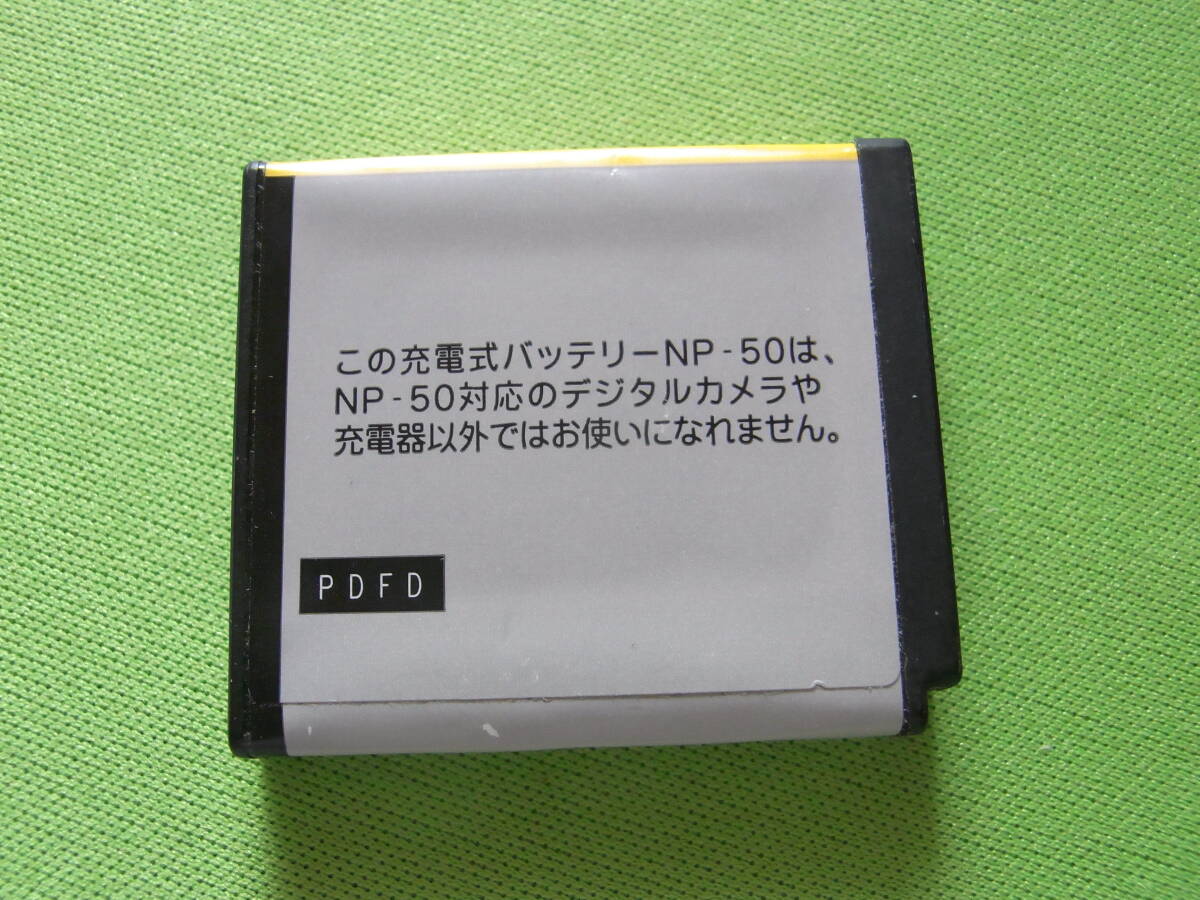 この充電式バッテリーNP-50は、
NP-50対応のデジタルカメラや
充電器以外ではお使いになれません。
PDFD